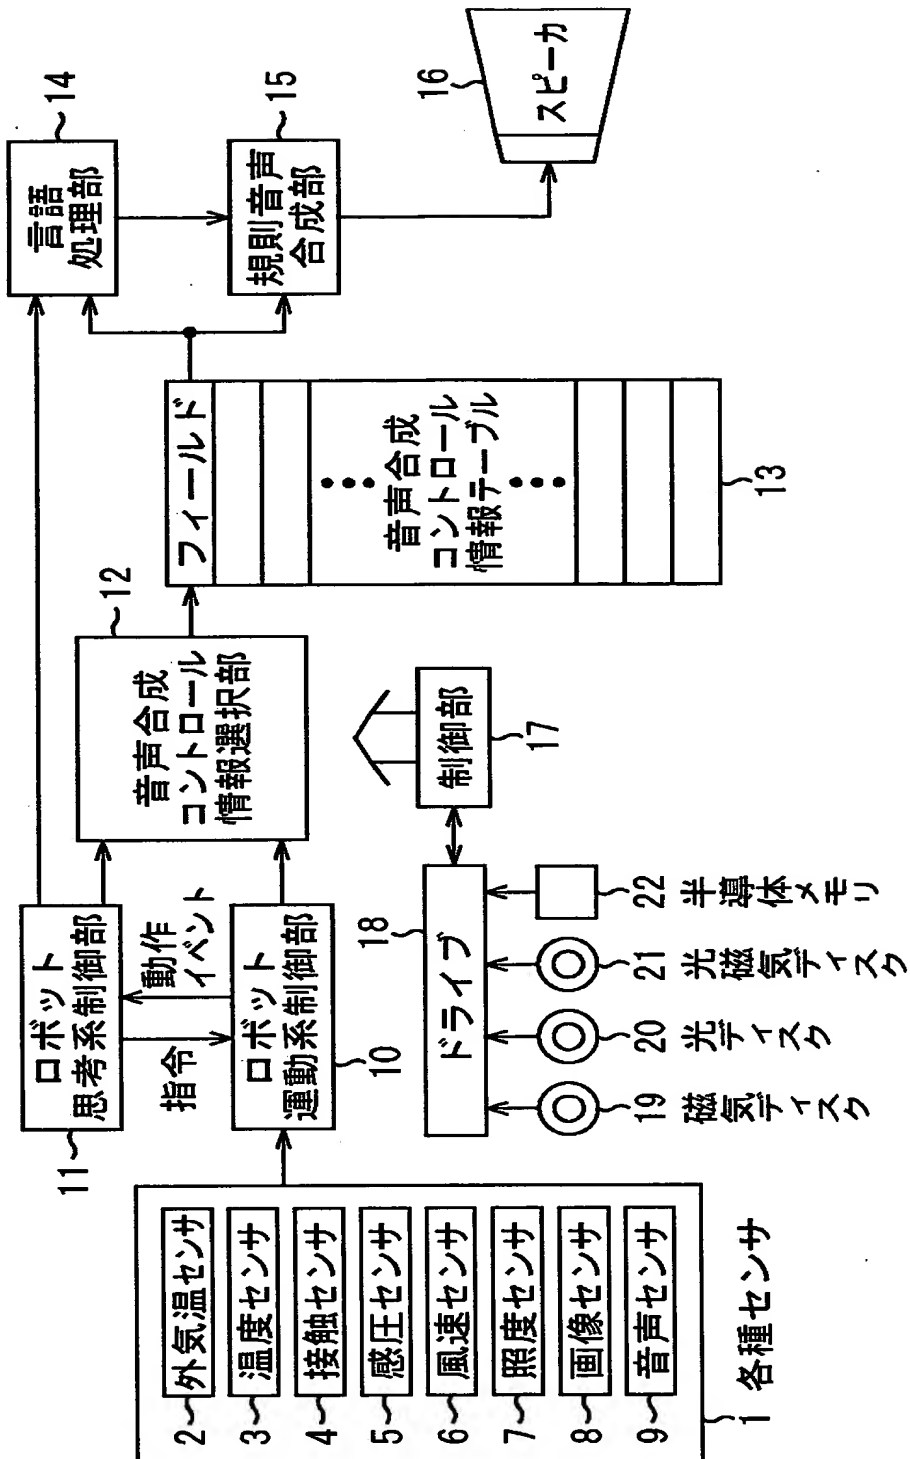 1 各種センサ
2
外気温センサ
3
温度センサ
4
接触センサ
5
感圧センサ
6
風速センサ
7
照度センサ
8
画像センサ
9
音声センサ
11
ロボット
思考系制御部
指令
動作
イベント
ロボット
運動系制御部
10
12
音声合成
コントロール
情報選択部
フィールド
音声合成
コントロール
情報テーブル
13
14
言語
処理部
15
規則音声
合成部
16
スピーカ
制御部
17
18
ドライブ
19 磁気ディスク
20 光ディスク
21 光磁気ディスク
22 半導体メモリ